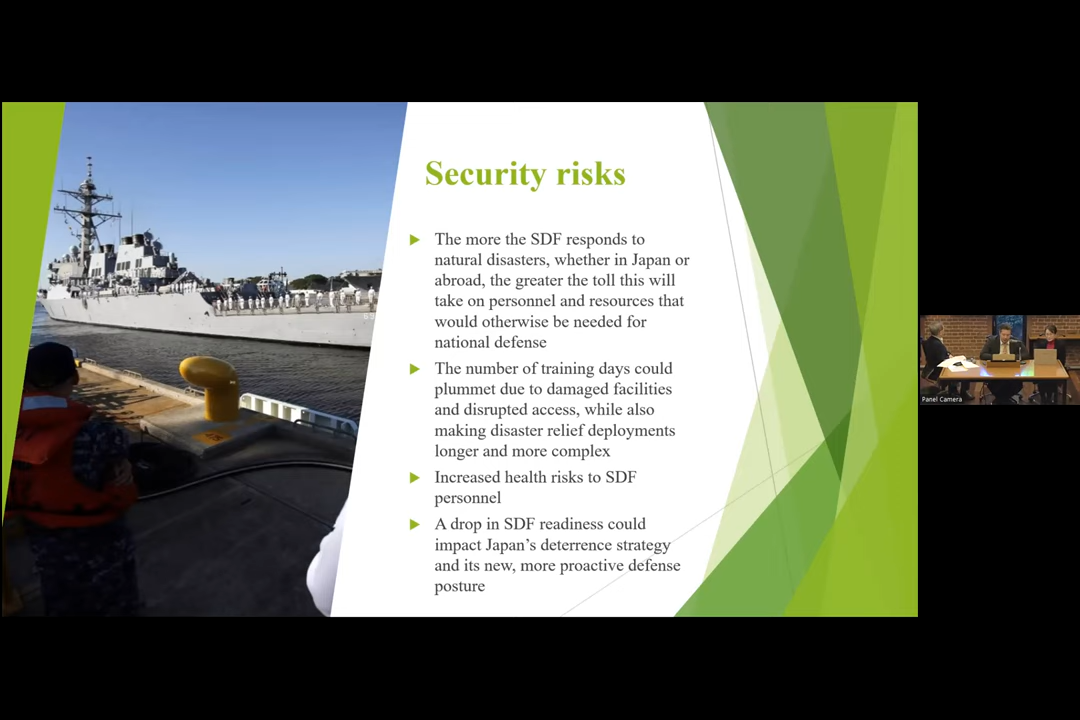 Security risks
The more the SDF responds to
natural disasters, whether in Japan or
abroad, the greater the toll this will
take on personnel and resources that
would otherwise be needed for
national defense
The number of training days could
plummet due to damaged facilities
and disrupted access, while also
making disaster relief deployments
longer and more complex
Increased health risks to SDF
personnel
A drop in SDF readiness could
impact Japan’s deterrence strategy
and its new, more proactive defense
posture
Panel Camera